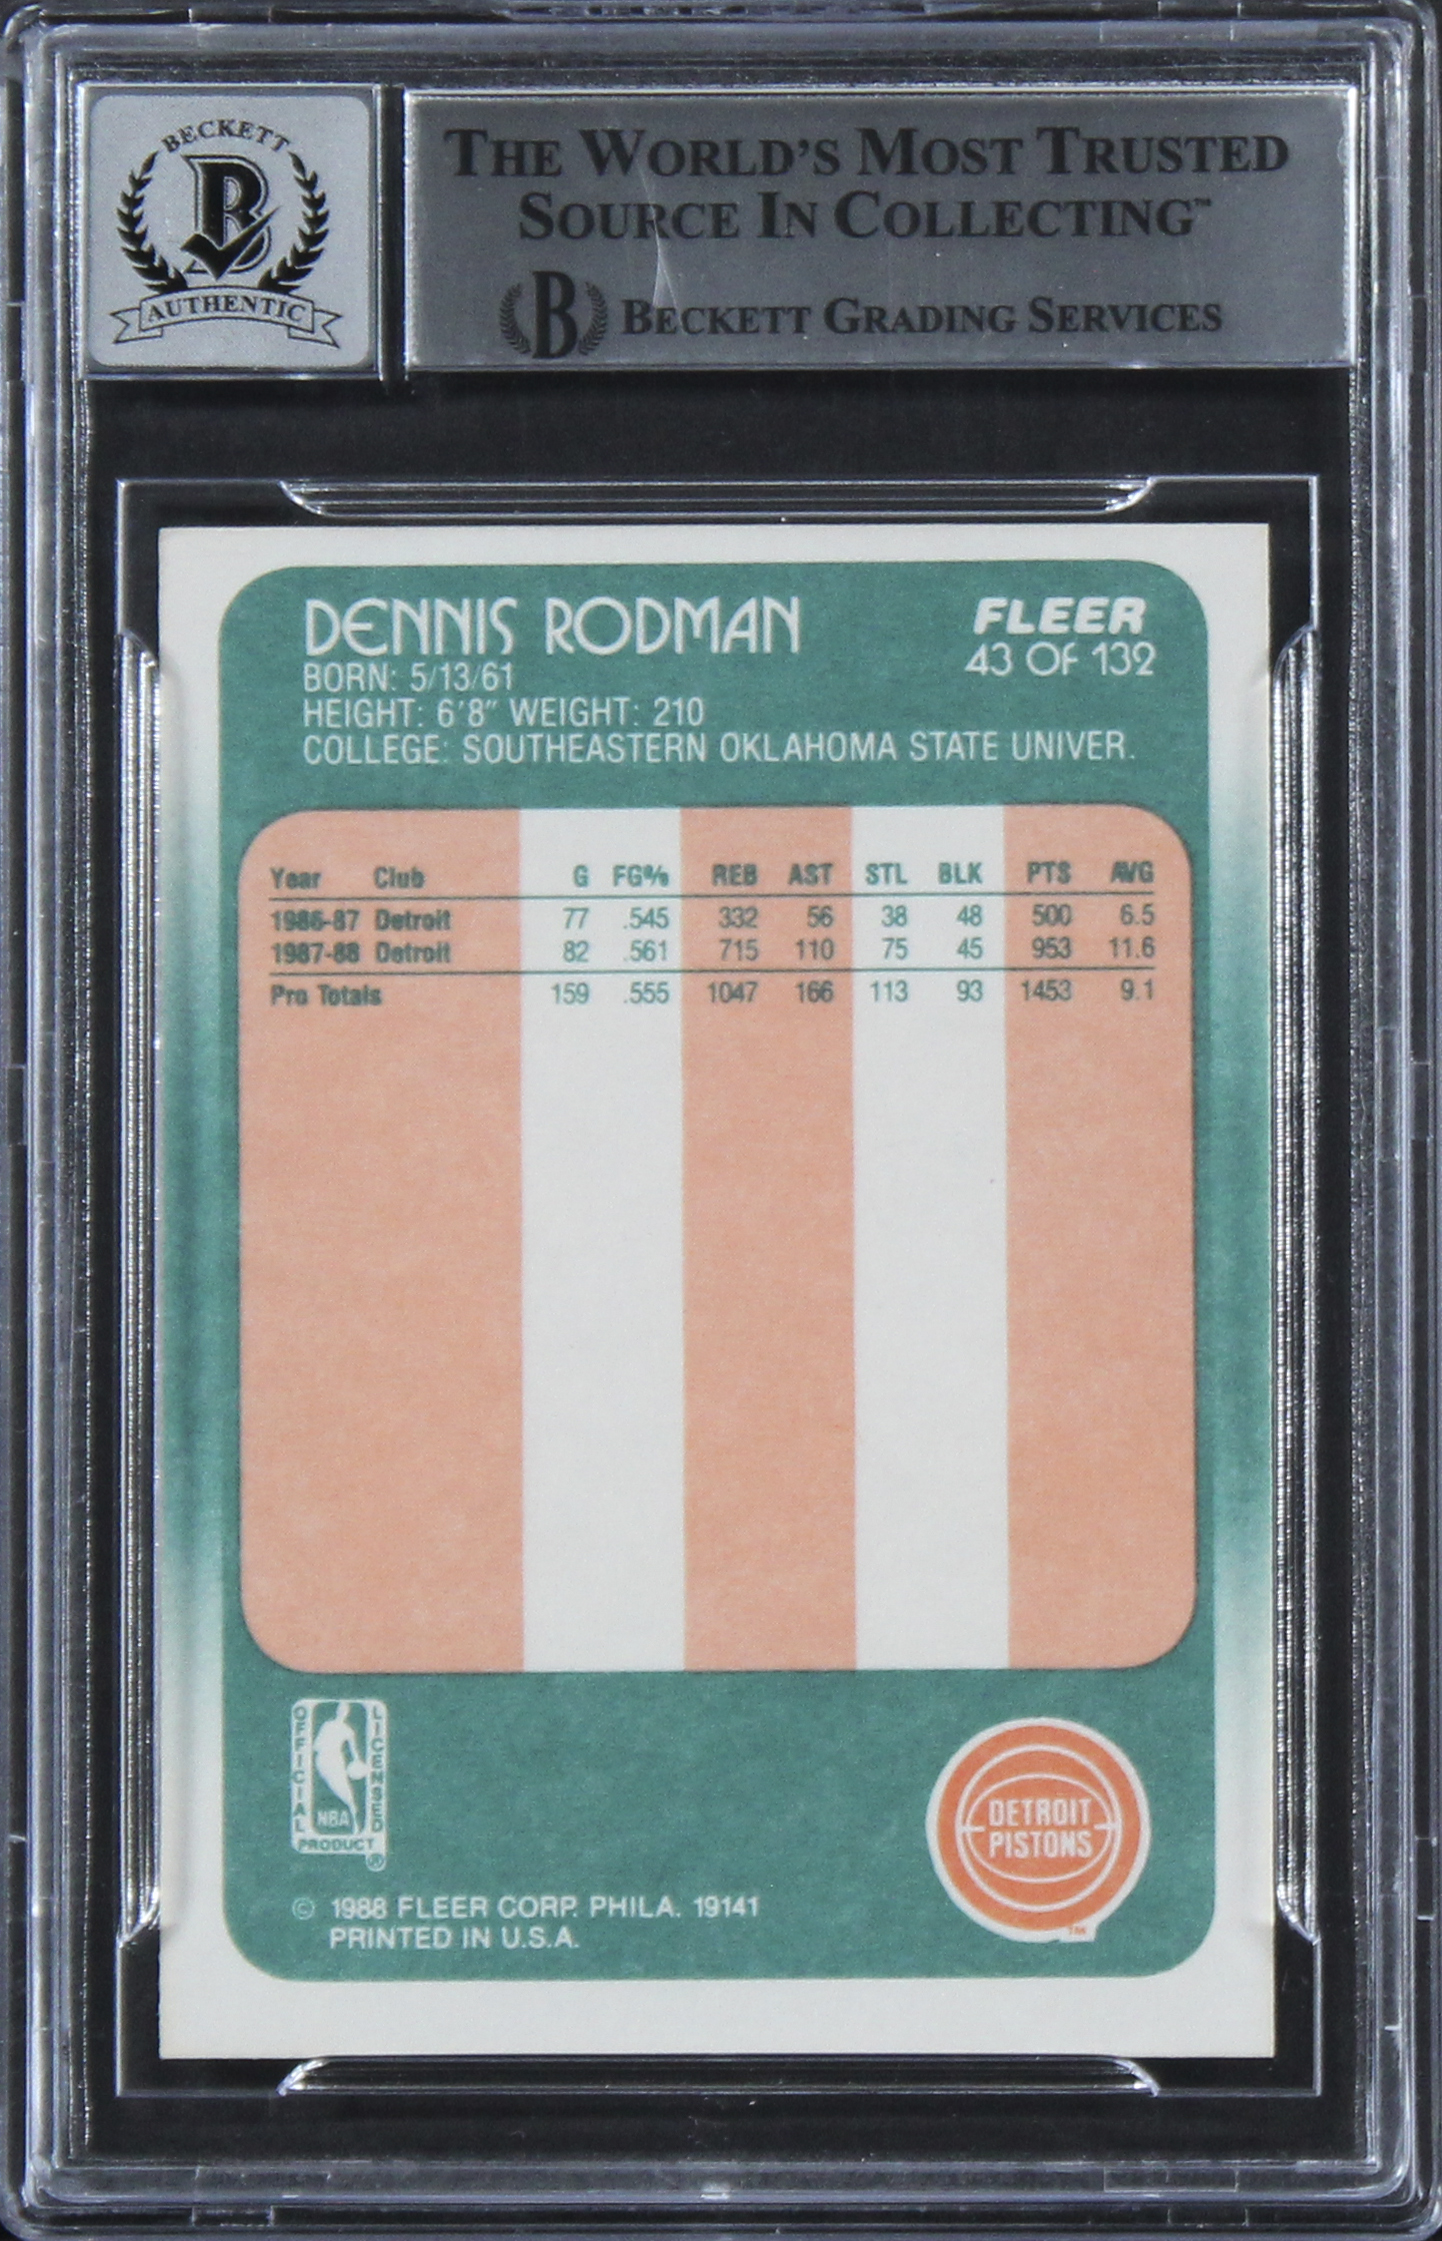 BECKETT
B
AUTHENTIC
THE WORLD'S MOST TRUSTED
SOURCE IN COLLECTING™
B BECKETT GRADING SERVICES
DENNIS RODMAN
FLEER
43 OF 132
BORN: 5/13/61
HEIGHT: 6'8" WEIGHT: 210
COLLEGE: SOUTHEASTERN OKLAHOMA STATE UNIVER.
Year Club G FG% REB AST STL BLK PTS AVG
1986-87 Detroit 77 .545 332 56 38 48 500 6.5
1987-88 Detroit 82 .561 715 110 75 45 953 11.6
Pro Totals 159 .555 1047 166 113 93 1453 9.1
OFFICIAL
LICENSED
NBA
PRODUCT
®
DETROIT
PISTONS
TM
© 1988 FLEER CORP. PHILA. 19141
PRINTED IN U.S.A.